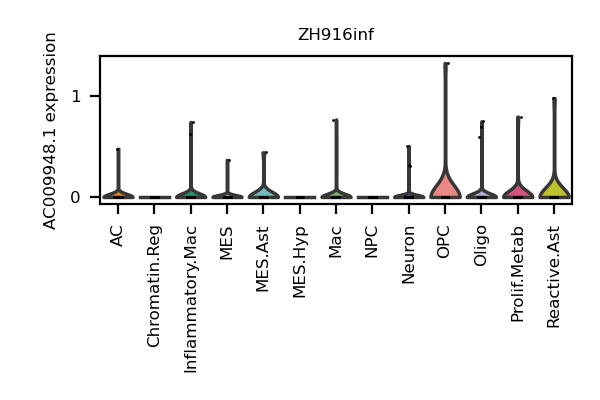 ZH916inf
AC009948.1 expression
1
0
AC
Chromatin.Reg
Inflammatory.Mac
MES
MES.Ast
MES.Hyp
Mac
NPC
Neuron
OPC
Oligo
Prolif.Metab
Reactive.Ast